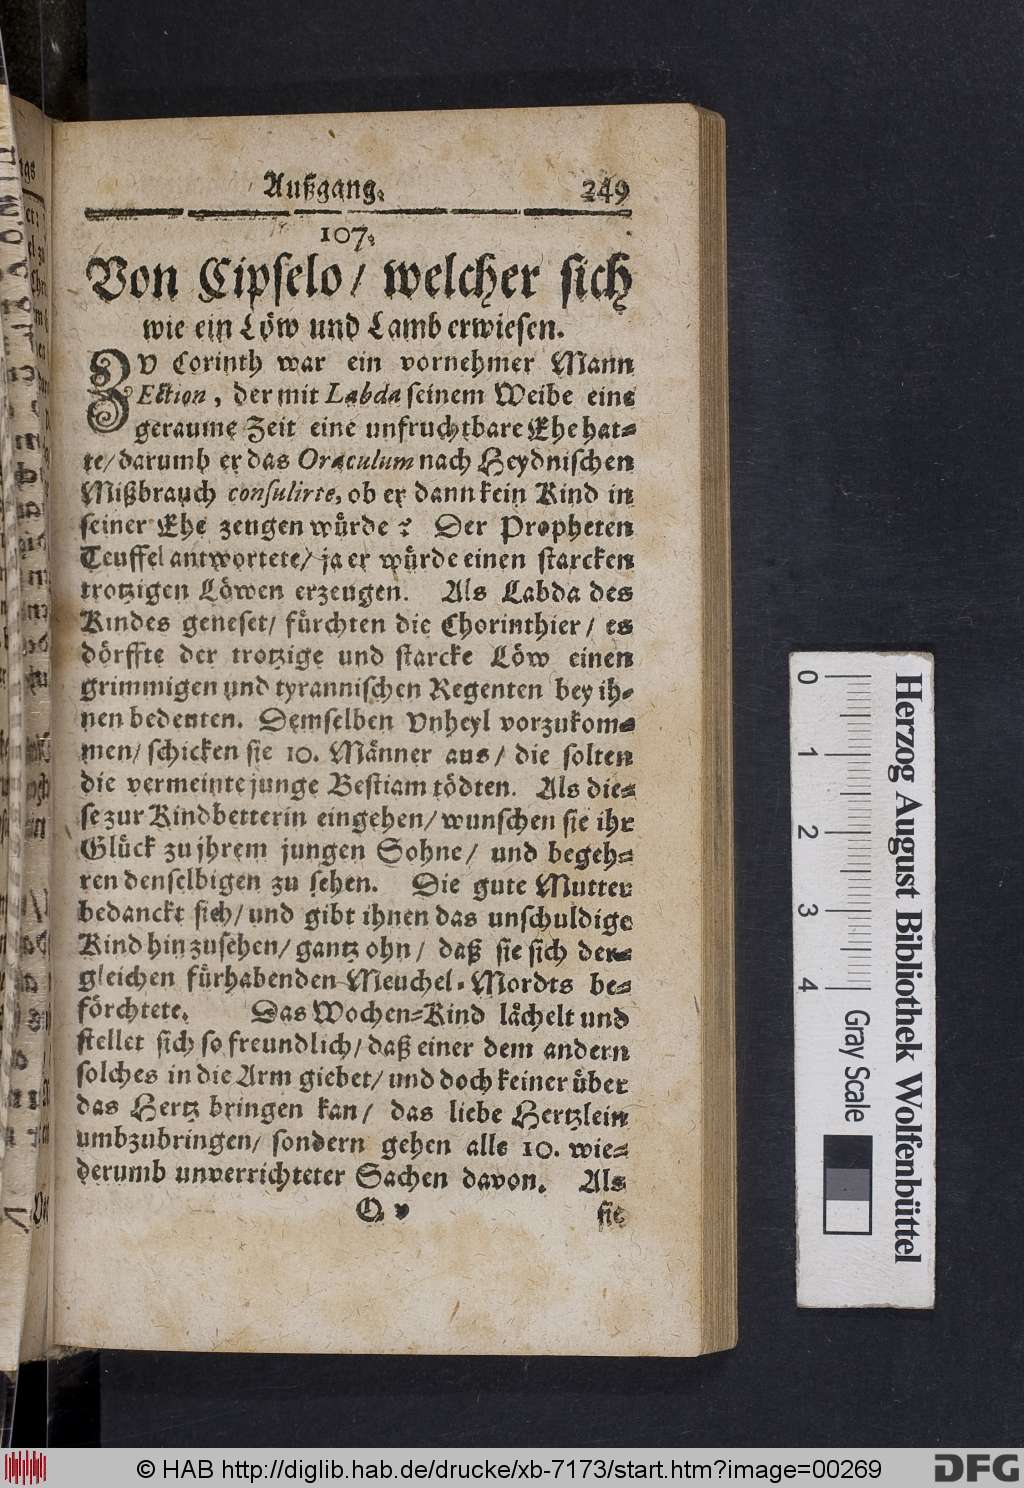 Außgang. 249
107.
Von Cipselo / welcher sich
wie ein Löw und Lamb erwiesen.
ZV Corinth war ein vornehmer Mann
Ection, der mit Labda seinem Weibe eine
geraume Zeit eine unfruchtbare Ehe hat-
te/ darumb er das Oraculum nach Heydnischen
Mißbrauch consulirte, ob er dann kein Kind in
seiner Ehe zeugen wůrde? Der Propheten
Teuffel antwortete/ ja er wůrde einen starcken
trotzigen Löwen erzeugen. Als Labda des
Kindes geneset/ fůrchten die Chorinthier/ es
dörffte der trotzige und starcke Löw einen
grimmigen und tyrannischen Regenten bey ih-
nen bedeuten. Demselben Vnheyl vorzukom-
men/ schicken sie 10. Männer aus/ die solten
die vermeinte junge Bestiam tödten. Als die-
se zur Kindbetterin eingehen/ wunschen sie ihr
Glůck zu jhrem jungen Sohne/ und begeh-
ren denselbigen zu sehen. Die gute Mutter
bedanckt sich/ und gibt ihnen das unschuldige
Kind hinzusehen/ gantz ohn/ daß sie sich der-
gleichen fůrhabenden Meuchel-Mordts be-
förchtete. Das Wochen-Kind låchelt und
stellet sich so freundlich/ daß einer dem andern
solches in die Arm giebet/ und doch keiner ůber
das Hertz bringen kan/ das liebe Hertzlein
umbzubringen/ sondern gehen alle 10. wie-
derumb unverrichteter Sachen davon. Als
Q v sie
0 1 2 3 4
Gray Scale
Herzog August Bibliothek Wolfenbüttel
© HAB http://diglib.hab.de/drucke/xb-7173/start.htm?image=00269
DFG